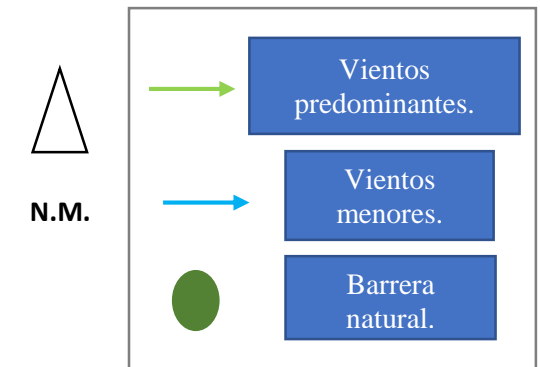 Vientos
predominantes.
N.M.
Vientos
menores.
Barrera
natural.